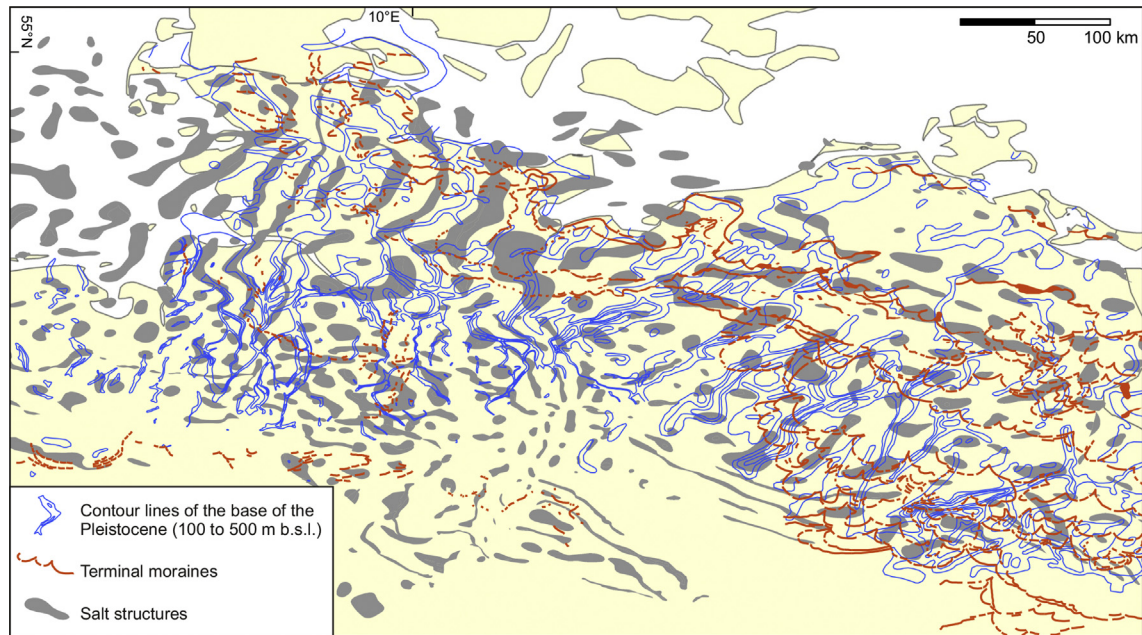 55°N
10°E
50
100 km
Contour lines of the base of the
Pleistocene (100 to 500 m b.s.l.)
Terminal moraines
Salt structures